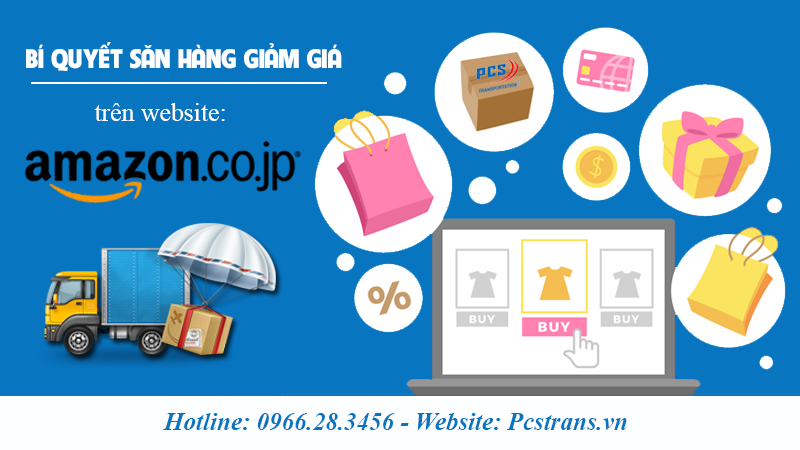 BÍ QUYẾT SĂN HÀNG GIẢM GIÁ
trên website:
amazon.co.jp
PCS
TRANSPORTATION
%
$
BUY
BUY
BUY
Hotline: 0966.28.3456 - Website: Pcstrans.vn